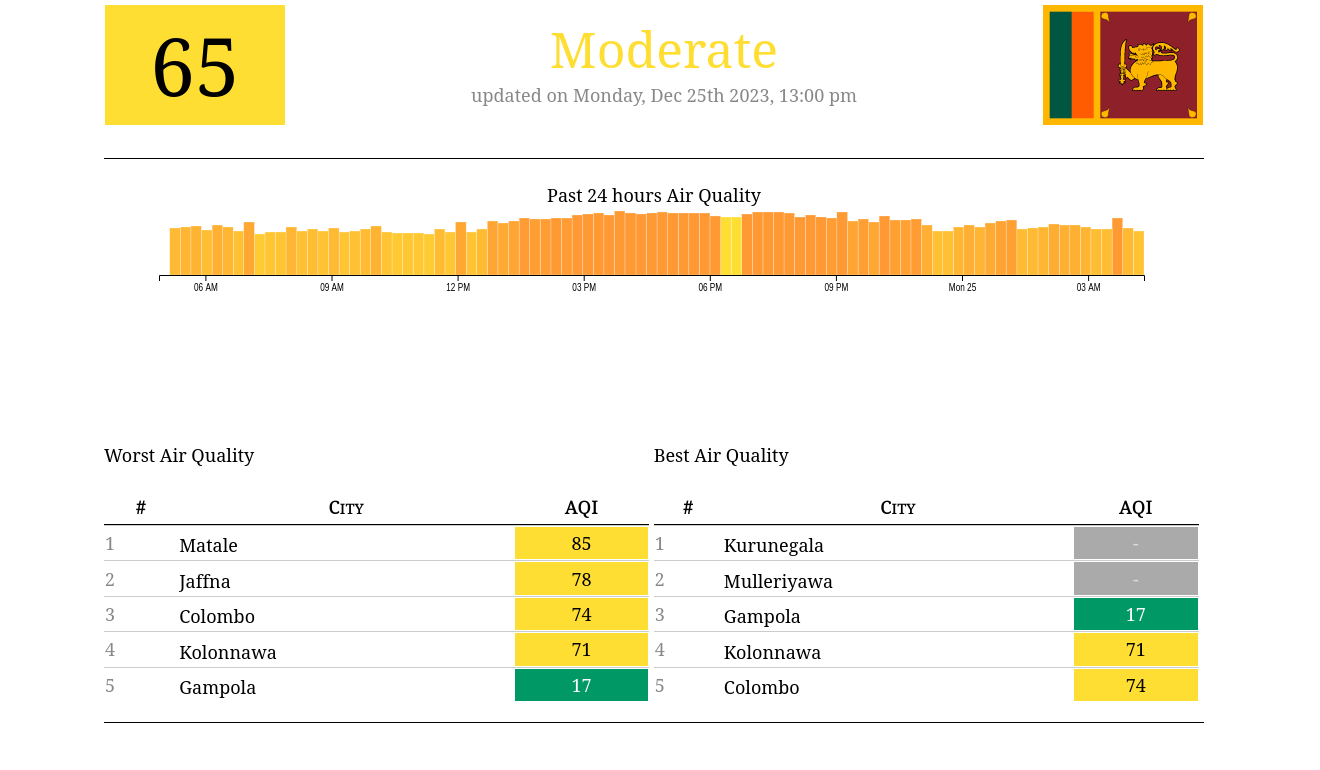 65
Moderate
updated on Monday, Dec 25th 2023, 13:00 pm
Past 24 hours Air Quality
06 AM 09 AM 12 PM 03 PM 06 PM 09 PM Mon 25 03 AM
Worst Air Quality
# City AQI
1 Matale 85
2 Jaffna 78
3 Colombo 74
4 Kolonnawa 71
5 Gampola 17
Best Air Quality
# City AQI
1 Kurunegala -
2 Mulleriyawa -
3 Gampola 17
4 Kolonnawa 71
5 Colombo 74